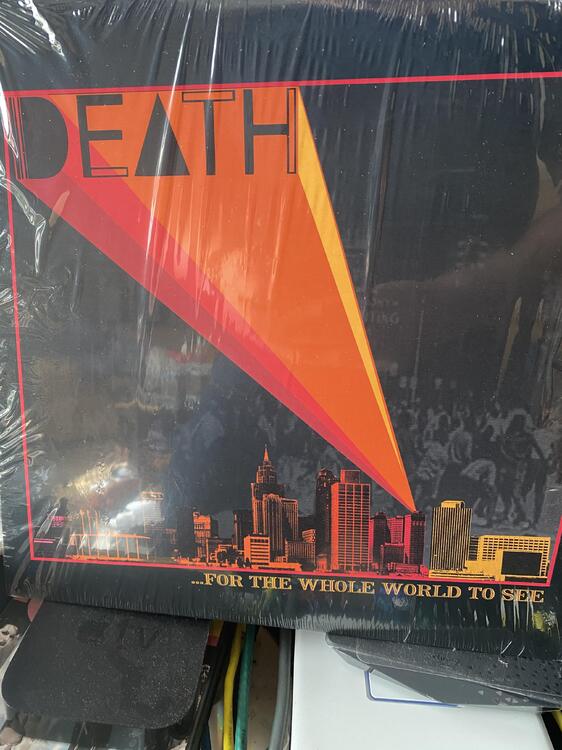 DEATH
...FOR THE WHOLE WORLD TO SEE